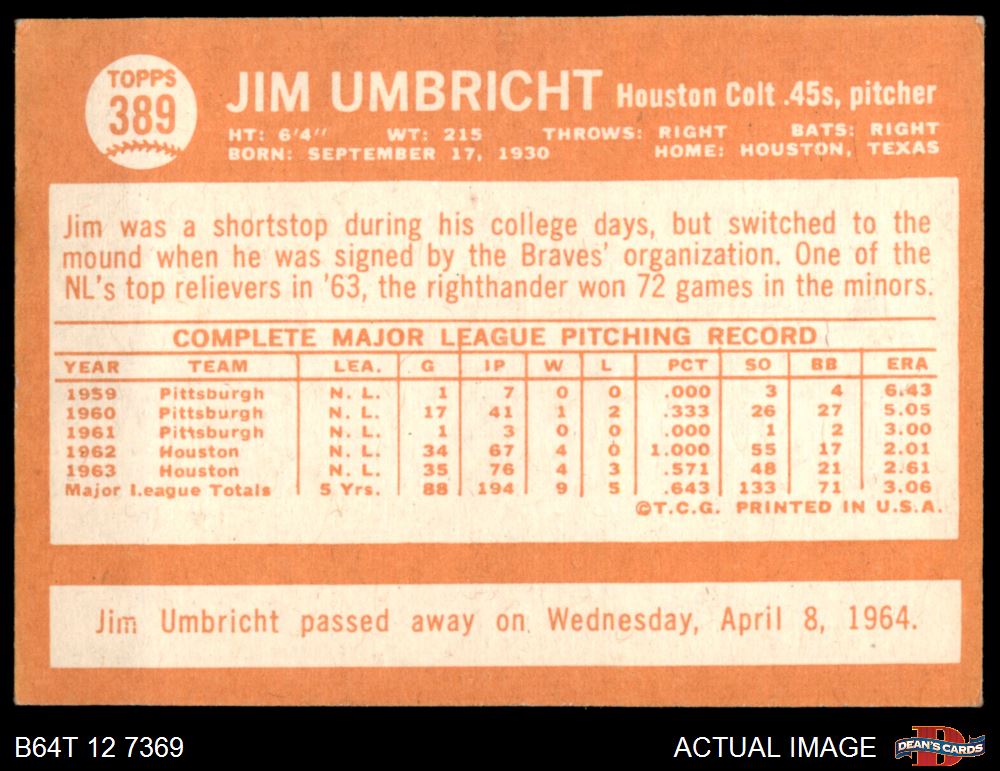 TOPPS
389
JIM UMBRICHT Houston Colt .45s, pitcher
HT: 6'4" WT: 215 THROWS: RIGHT BATS: RIGHT
BORN: SEPTEMBER 17, 1930 HOME: HOUSTON, TEXAS
Jim was a shortstop during his college days, but switched to the
mound when he was signed by the Braves' organization. One of the
NL's top relievers in '63, the righthander won 72 games in the minors.
COMPLETE MAJOR LEAGUE PITCHING RECORD
YEAR TEAM LEA. G IP W L PCT SO BB ERA
1959 Pittsburgh N. L. 1 7 0 0 .000 3 4 6.43
1960 Pittsburgh N. L. 17 41 1 2 .333 26 27 5.05
1961 Pittsburgh N. L. 1 3 0 0 .000 1 2 3.00
1962 Houston N. L. 34 67 4 0 1.000 55 17 2.01
1963 Houston N. L. 35 76 4 3 .571 48 21 2.61
Major League Totals 5 Yrs. 88 194 9 5 .643 133 71 3.06
©T.C.G. PRINTED IN U.S.A.
Jim Umbricht passed away on Wednesday, April 8, 1964.
B64T 12 7369 ACTUAL IMAGE DEAN'S CARDS